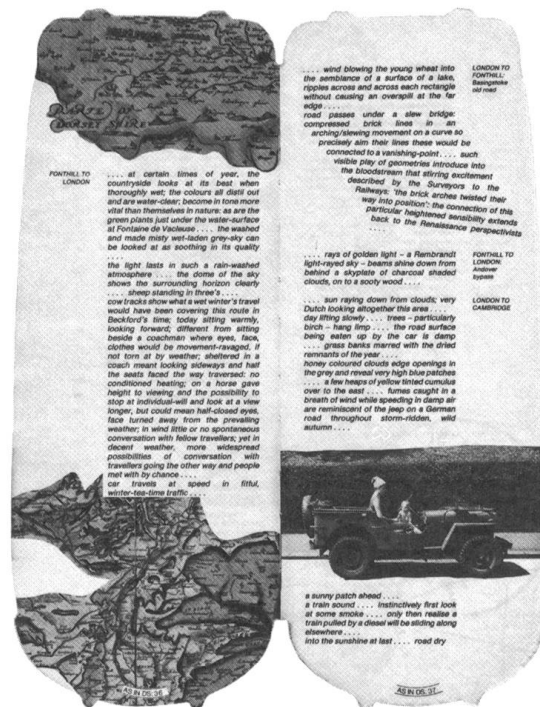 PARTE OF
DORSET SHIRE
FONTHILL TO
LONDON
. . . . at certain times of year, the
countryside looks at its best when
thoroughly wet; the colours all distil out
and are water-clear; become in tone more
vital than themselves in nature: as are the
green plants just under the water-surface
at Fontaine de Vacleuse . . . . the washed
and made misty wet-laden grey-sky can
be looked at as soothing in its quality
. . . .
the light lasts in such a rain-washed
atmosphere . . . . the dome of the sky
shows the surrounding horizon clearly
. . . . sheep standing in three's . . . .
cow tracks show what a wet winter's travel
would have been covering this route in
Beckford's time; today sitting warmly,
looking forward; different from sitting
beside a coachman where eyes, face,
clothes would be movement-ravaged, if
not torn at by weather; sheltered in a
coach meant looking sideways and half
the seats faced the way traversed: no
conditioned heating; on a horse gave
height to viewing and the possibility to
stop at individual-will and look at a view
longer, but could mean half-closed eyes,
face turned away from the prevailing
weather; in wind little or no spontaneous
conversation with fellow travellers; yet in
decent weather, more widespread
possibilities of conversation with
travellers going the other way and people
met with by chance . . . .
car travels at speed in fitful,
winter-tea-time traffic . . . .
AS IN DS: 36
. . . . wind blowing the young wheat into
the semblance of a surface of a lake,
ripples across and across each rectangle
without causing an overspill at the far
edge . . . .
LONDON TO
FONTHILL:
Basingstoke
old road
road passes under a slew bridge:
compressed brick lines in an
arching/slewing movement on a curve so
precisely aim their lines these would be
connected to a vanishing-point . . . . such
visible play of geometries introduce into
the bloodstream that stirring excitement
described by the Surveyors to the
Railways: 'the brick arches twisted their
way into position': the connection of this
particular heightened sensibility extends
back to the Renaissance perspectivists
. . . .
. . . . rays of golden light – a Rembrandt
light-rayed sky – beams shine down from
behind a skyplate of charcoal shaded
clouds, on to a sooty wood . . . .
FONTHILL TO
LONDON:
Andover
bypass
. . . . sun raying down from clouds; very
Dutch looking altogether this area . . . .
day lifting slowly . . . . trees – particularly
birch – hang limp . . . . the road surface
being eaten up by the car is damp
. . . . grass banks marred with the dried
remnants of the year . . . .
LONDON TO
CAMBRIDGE
honey coloured clouds edge openings in
the grey and reveal very high blue patches
. . . . a few heaps of yellow tinted cumulus
over to the east . . . . fumes caught in a
breath of wind while speeding in damp air
are reminiscent of the jeep on a German
road throughout storm-ridden, wild
autumn . . . .
a sunny patch ahead . . . .
a train sound . . . . instinctively first look
at some smoke . . . . only then realise a
train pulled by a diesel will be sliding along
elsewhere . . . .
into the sunshine at last . . . . road dry
AS IN DS. 37